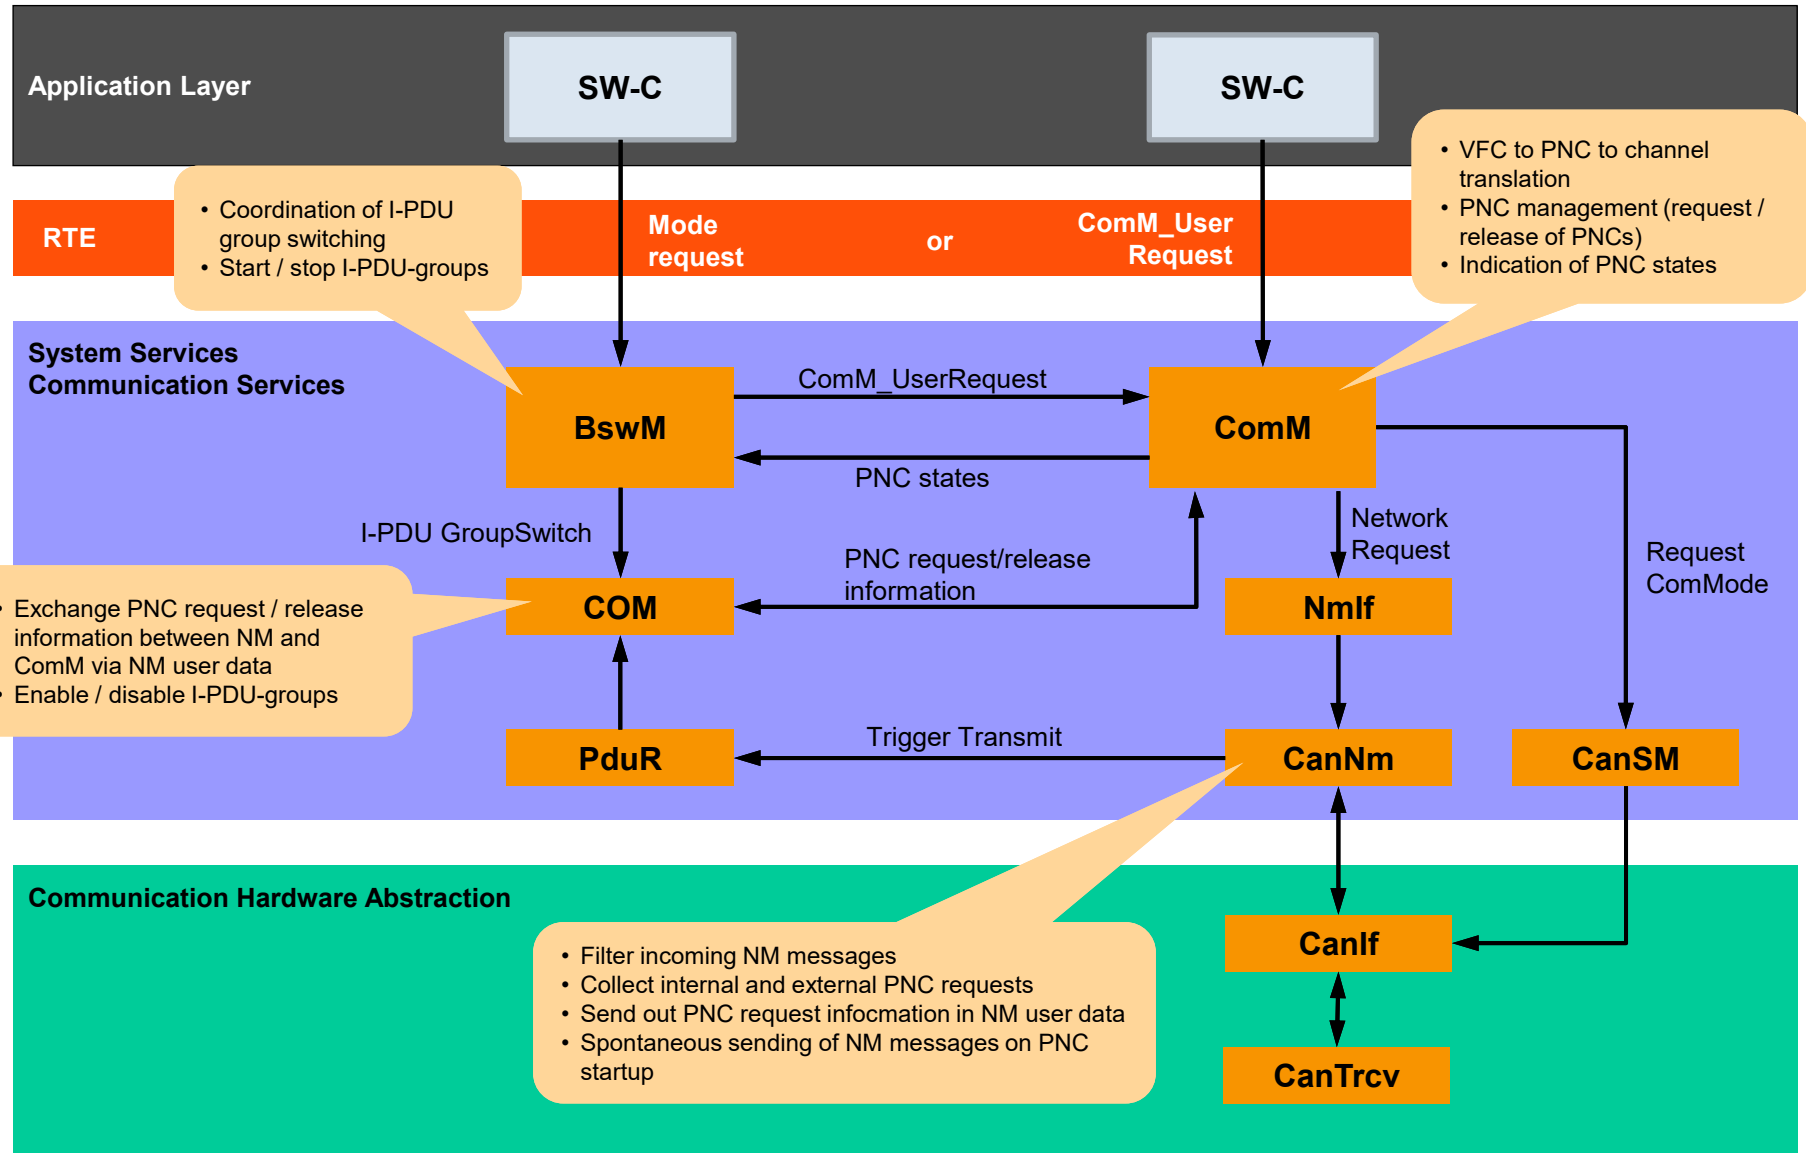 Application Layer
SW-C
SW-C
• VFC to PNC to channel
translation
• PNC management (request /
release of PNCs)
• Indication of PNC states
• Coordination of I-PDU
group switching
• Start / stop I-PDU-groups
RTE
Mode
request
or
ComM_User
Request
System Services
Communication Services
BswM
ComM_UserRequest
ComM
PNC states
I-PDU GroupSwitch
Network
Request
PNC request/release
information
Request
ComMode
• Exchange PNC request / release
information between NM and
ComM via NM user data
• Enable / disable I-PDU-groups
COM
NmIf
PduR
Trigger Transmit
CanNm
CanSM
Communication Hardware Abstraction
• Filter incoming NM messages
• Collect internal and external PNC requests
• Send out PNC request infocmation in NM user data
• Spontaneous sending of NM messages on PNC
startup
CanIf
CanTrcv